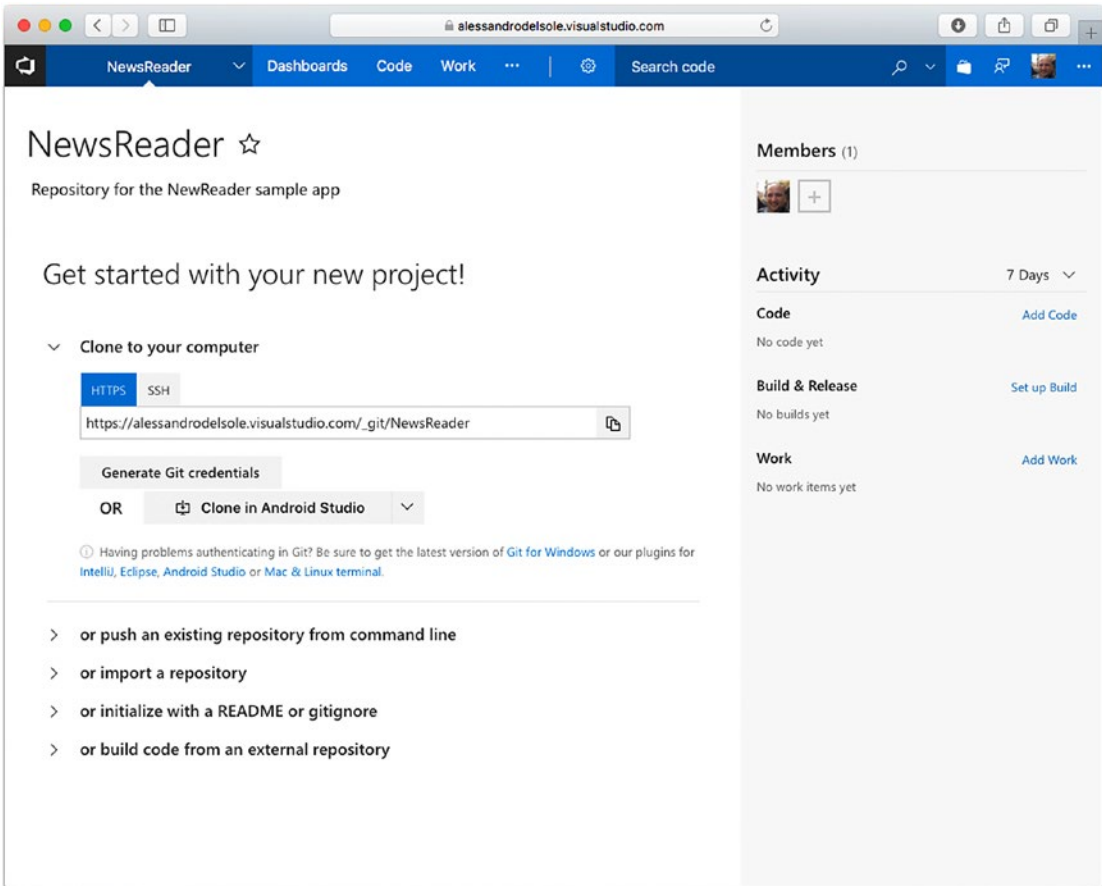 alessandrodelsole.visualstudio.com
NewsReader Dashboards Code Work ... Search code ...
NewsReader
Repository for the NewReader sample app
Get started with your new project!
Clone to your computer
HTTPS SSH
https://alessandrodelsole.visualstudio.com/_git/NewsReader
Generate Git credentials
OR Clone in Android Studio
Having problems authenticating in Git? Be sure to get the latest version of Git for Windows or our plugins for
IntelliJ, Eclipse, Android Studio or Mac & Linux terminal.
or push an existing repository from command line
or import a repository
or initialize with a README or gitignore
or build code from an external repository
Members (1)
Activity 7 Days
Code Add Code
No code yet
Build & Release Set up Build
No builds yet
Work Add Work
No work items yet